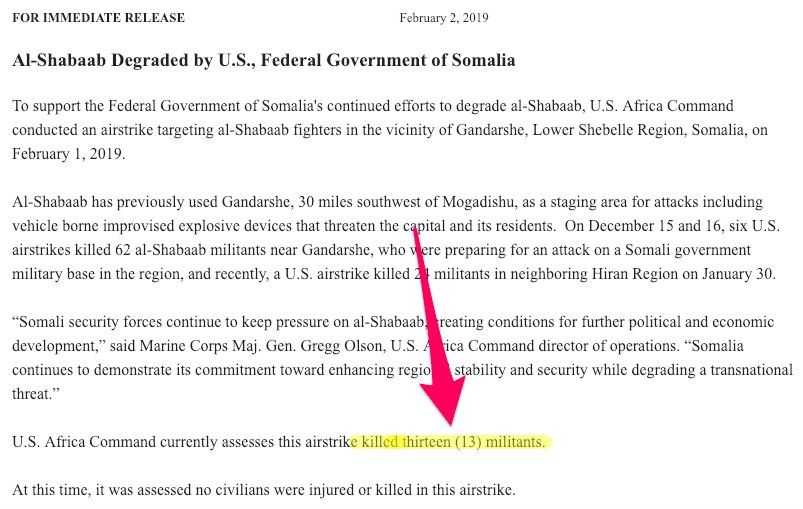 FOR IMMEDIATE RELEASE February 2, 2019
Al-Shabaab Degraded by U.S., Federal Government of Somalia
To support the Federal Government of Somalia's continued efforts to degrade al-Shabaab, U.S. Africa Command
conducted an airstrike targeting al-Shabaab fighters in the vicinity of Gandarshe, Lower Shebelle Region, Somalia, on
February 1, 2019.
Al-Shabaab has previously used Gandarshe, 30 miles southwest of Mogadishu, as a staging area for attacks including
vehicle borne improvised explosive devices that threaten the capital and its residents.  On December 15 and 16, six U.S.
airstrikes killed 62 al-Shabaab militants near Gandarshe, who were preparing for an attack on a Somali government
military base in the region, and recently, a U.S. airstrike killed 24 militants in neighboring Hiran Region on January 30.
“Somali security forces continue to keep pressure on al-Shabaab, creating conditions for further political and economic
development,” said Marine Corps Maj. Gen. Gregg Olson, U.S. Africa Command director of operations. “Somalia
continues to demonstrate its commitment toward enhancing regional stability and security while degrading a transnational
threat.”
U.S. Africa Command currently assesses this airstrike killed thirteen (13) militants.
At this time, it was assessed no civilians were injured or killed in this airstrike.